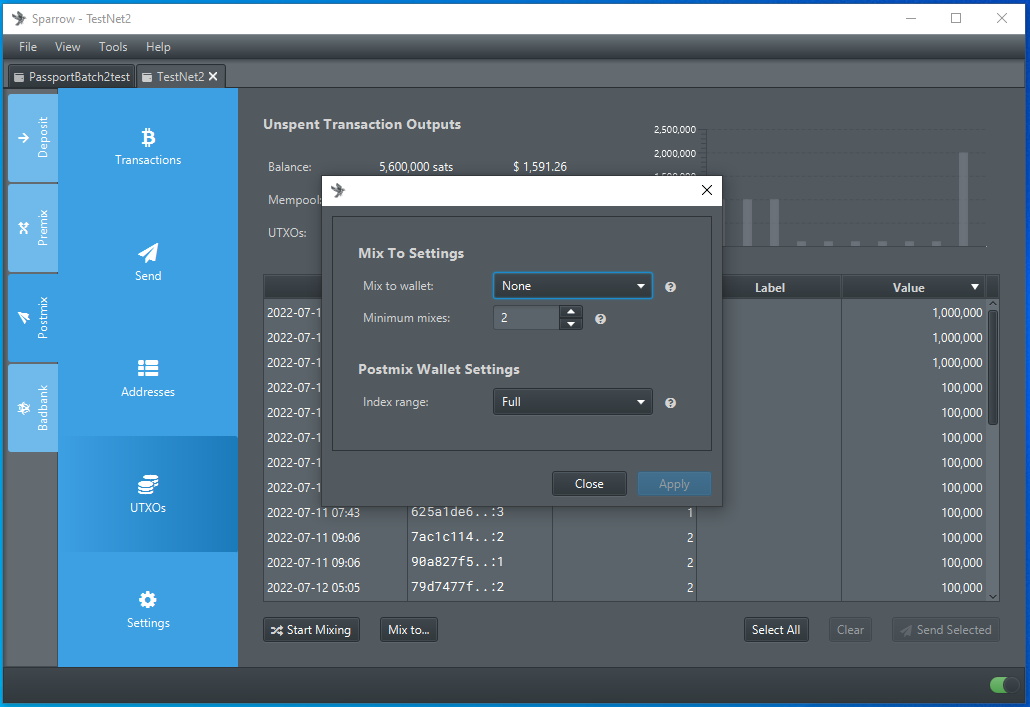 Sparrow - TestNet2
File View Tools Help
PassportBatch2test TestNet2
Deposit
Premix
Postmix
Badbank
Transactions
Send
Addresses
UTXOs
Settings
Unspent Transaction Outputs
Balance: 5,600,000 sats $ 1,591.26
Mempool:
UTXOs:
2,500,000
2,000,000
1,500,000
Mix To Settings
Mix to wallet: None
Minimum mixes: 2
Postmix Wallet Settings
Index range: Full
Close Apply
Label Value
2022-07-1 1,000,000
2022-07-1 1,000,000
2022-07-1 1,000,000
2022-07-1 100,000
2022-07-1 100,000
2022-07-1 100,000
2022-07-1 100,000
2022-07-1 100,000
2022-07-11 07:43 625a1de6..:3 1 100,000
2022-07-11 09:06 7ac1c114..:2 2 100,000
2022-07-11 09:06 90a827f5..:1 2 100,000
2022-07-12 05:05 79d7477f..:2 2 100,000
Start Mixing Mix to... Select All Clear Send Selected